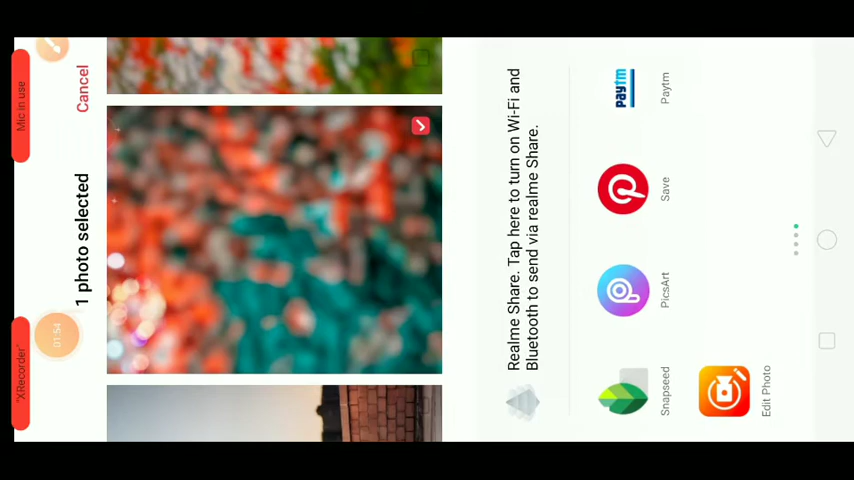 "XRecorder"
Mic in use
01:54
1 photo selected
Cancel
Realme Share. Tap here to turn on Wi-Fi and
Bluetooth to send via realme Share.
Snapseed
PicsArt
Save
paytm
Paytm
Edit Photo